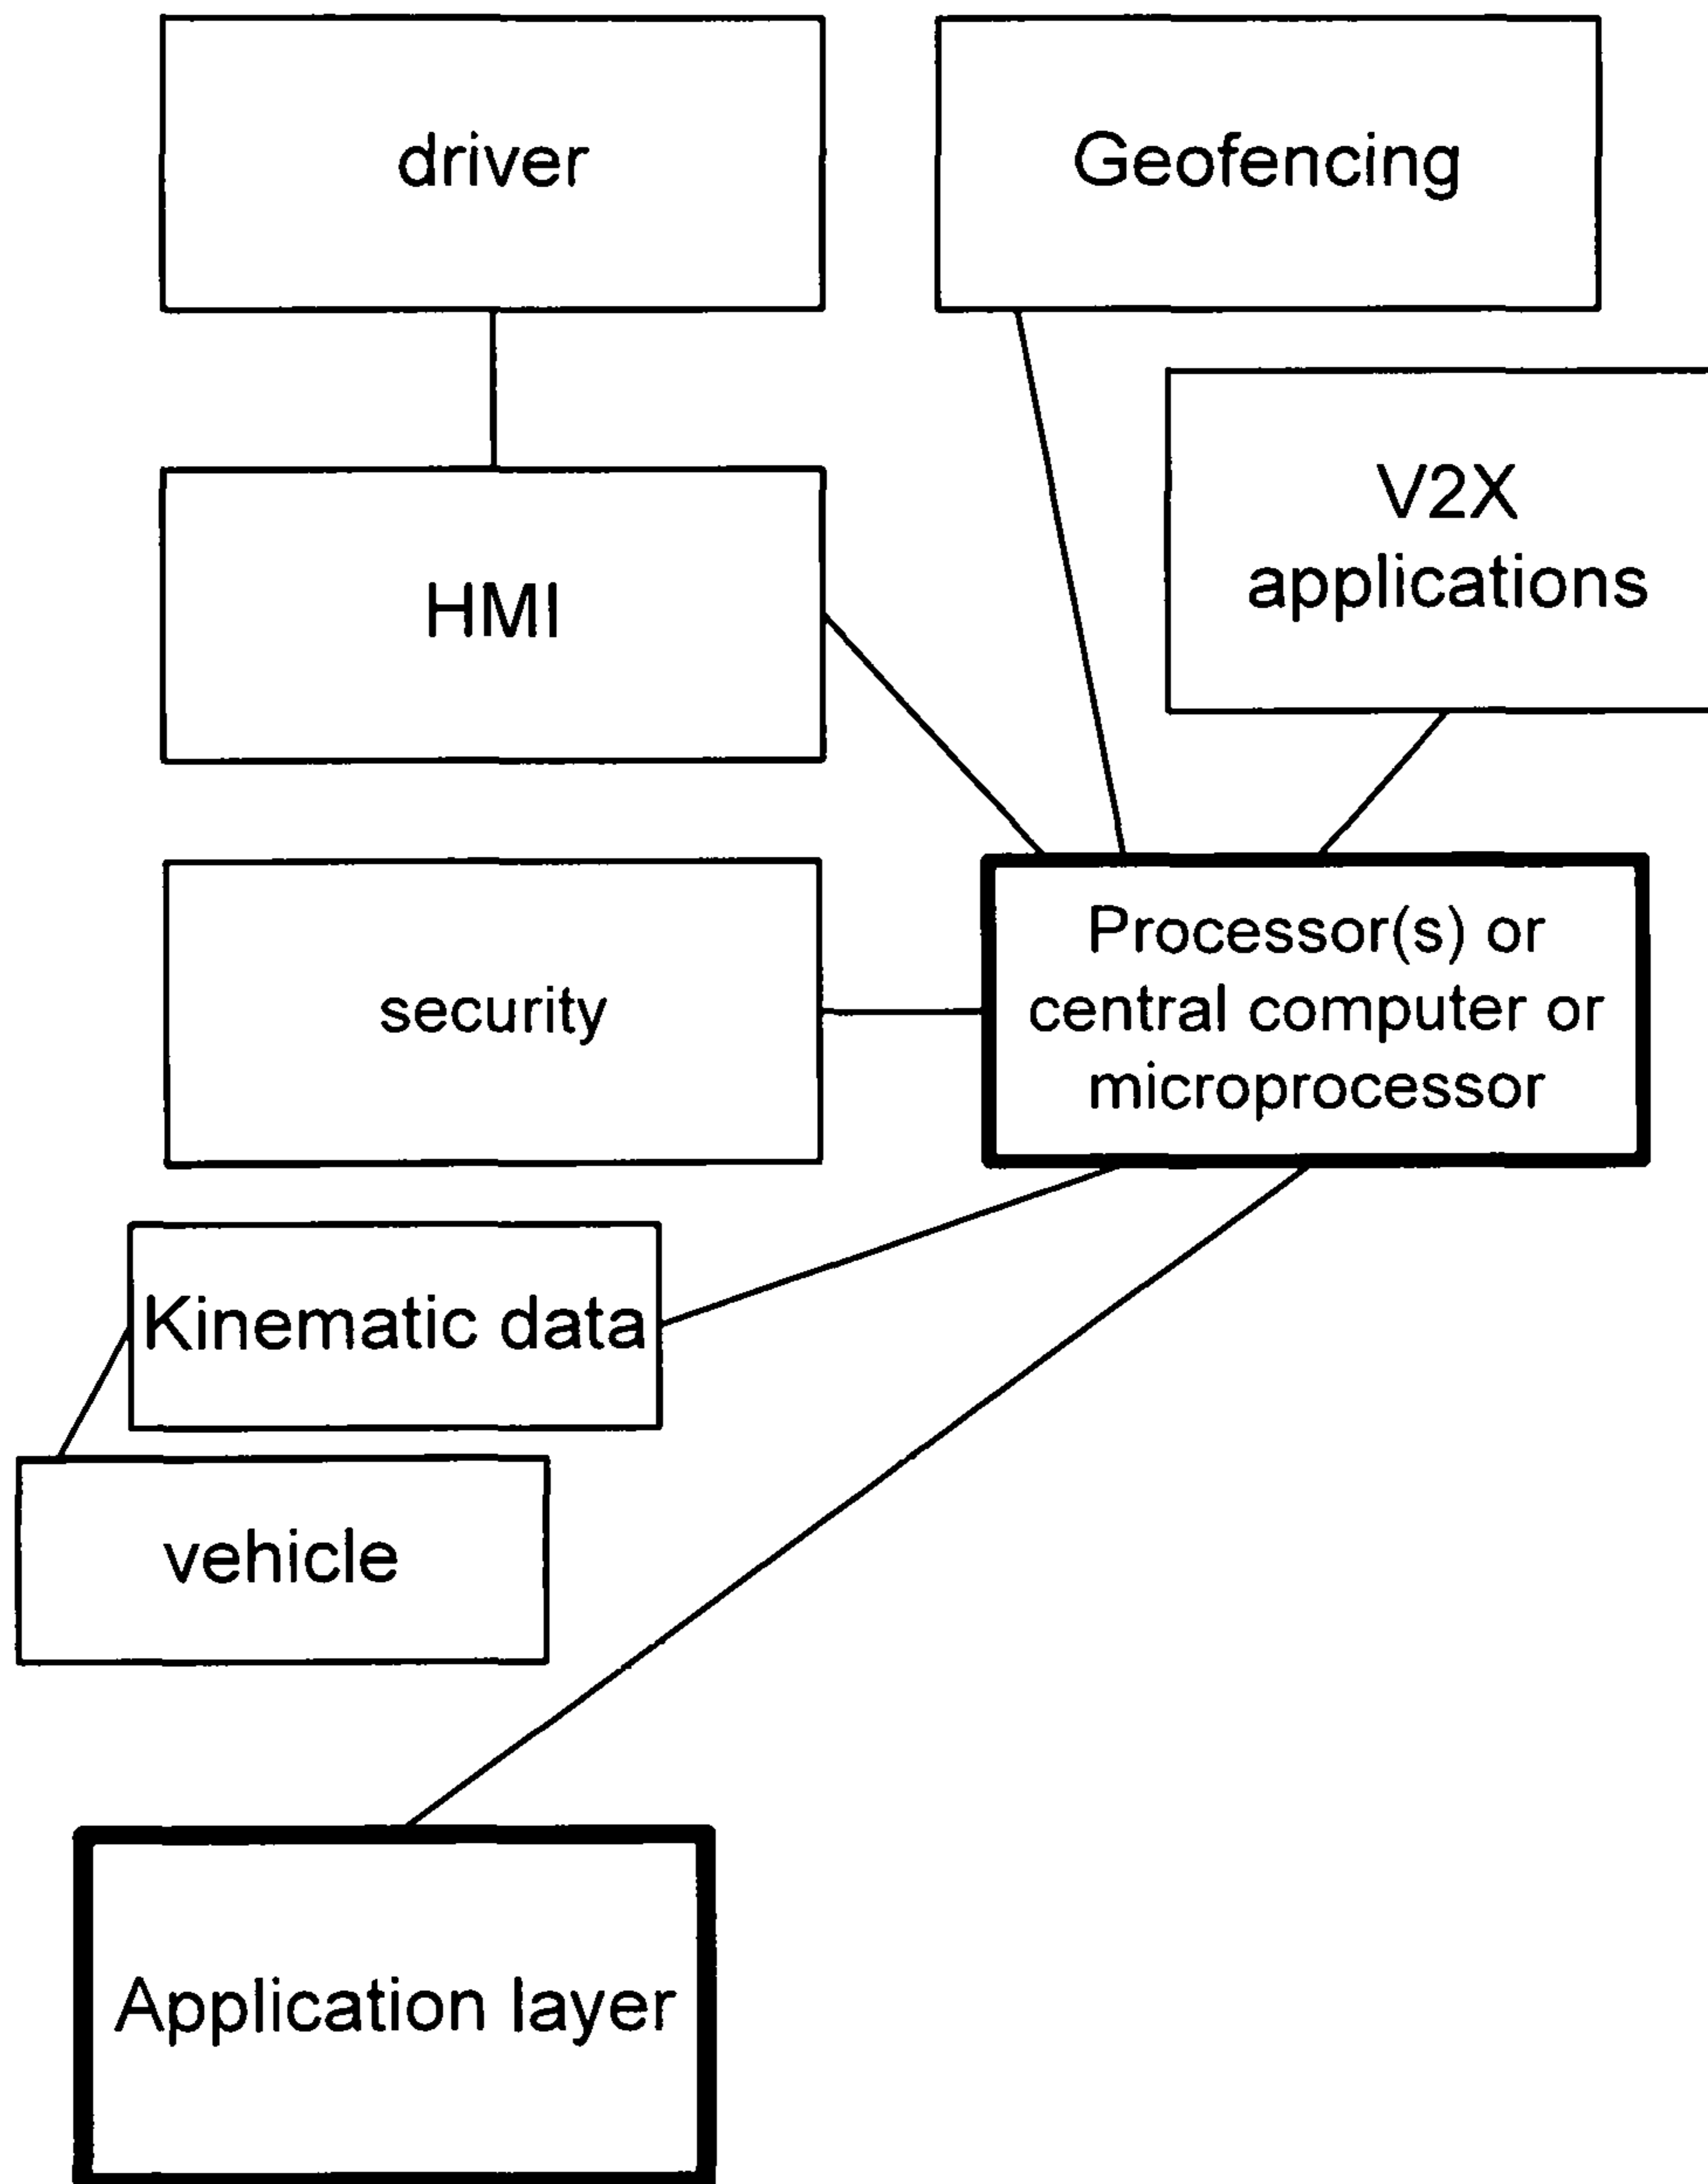 driver
Geofencing
V2X
applications
HMI
Processor(s) or
central computer or
microprocessor
security
Kinematic data
vehicle
Application layer